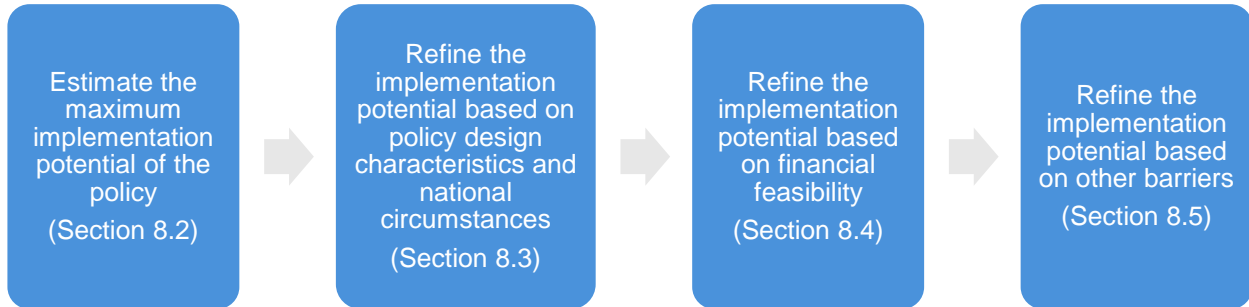 Estimate the
maximum
implementation
potential of the
policy
(Section 8.2)
Refine the
implementation
potential based on
policy design
characteristics and
national
circumstances
(Section 8.3)
Refine the
implementation
potential based
on financial
feasibility
(Section 8.4)
Refine the
implementation
potential based
on other barriers
(Section 8.5)